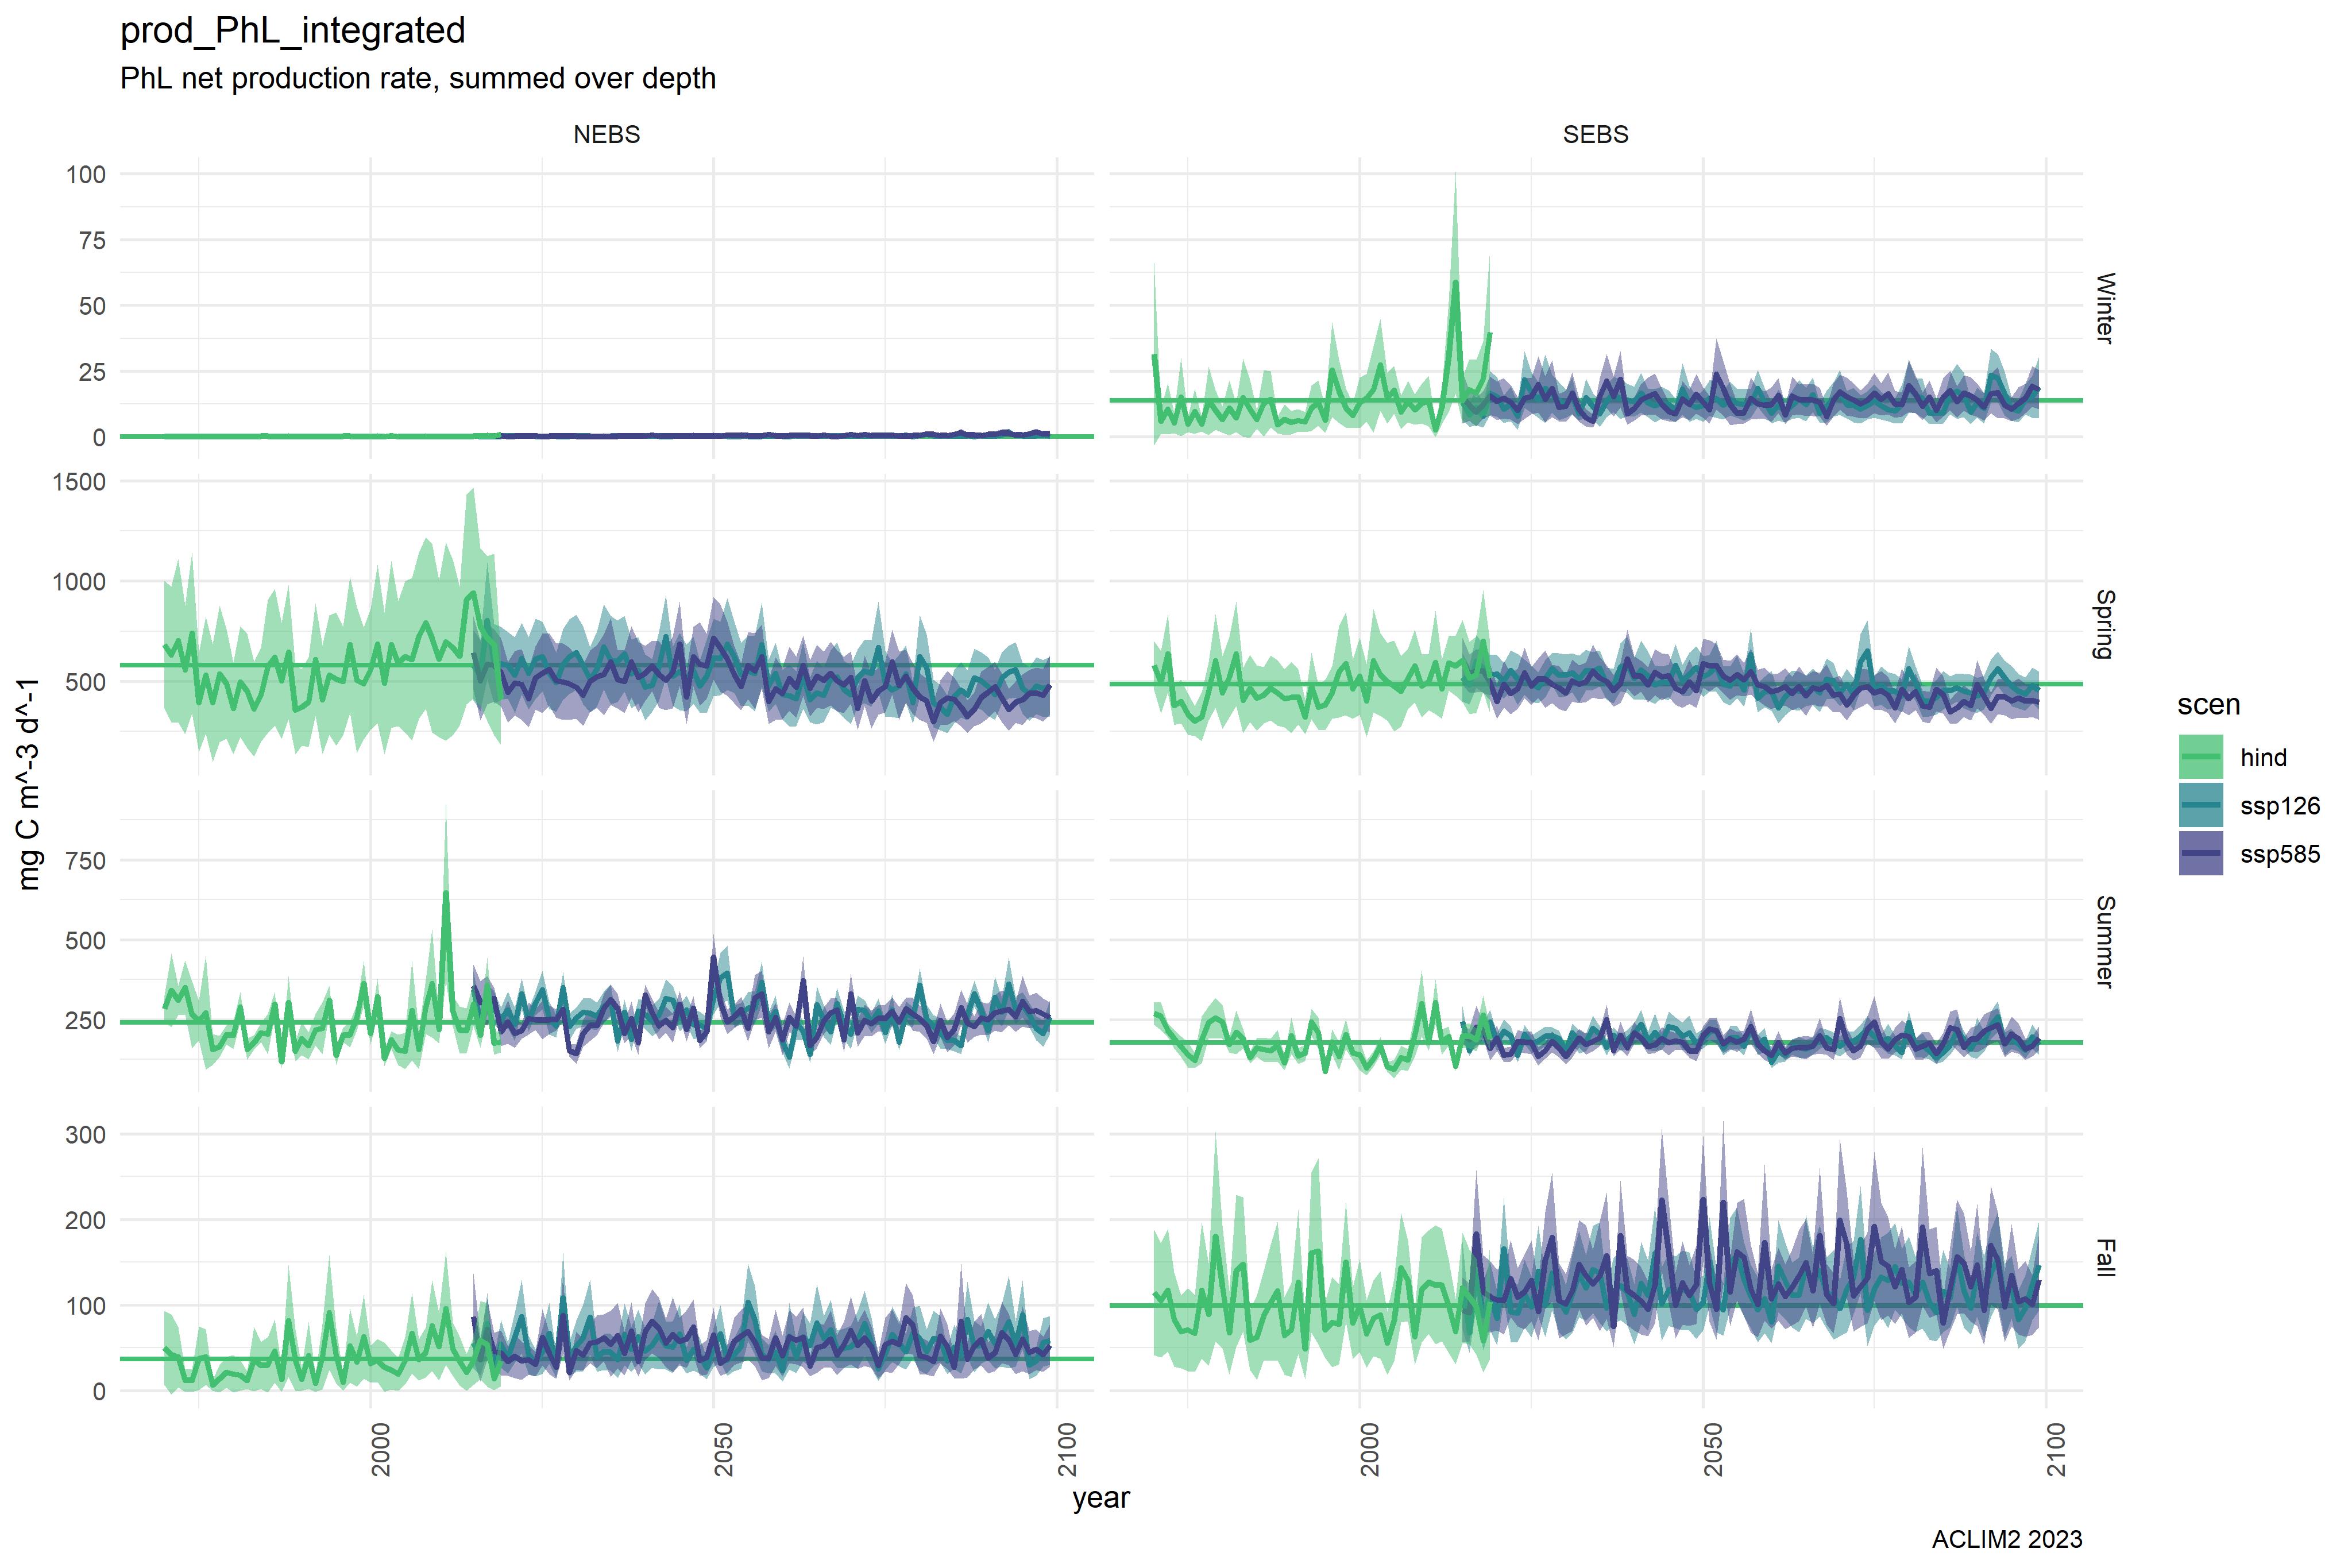 prod_PhL_integrated
PhL net production rate, summed over depth
NEBS
SEBS
100
75
50
25
0
Winter
1500
1000
500
Spring
750
500
250
Summer
300
200
100
0
Fall
mg C m^-3 d^-1
2000
2050
2100
2000
2050
2100
year
scen
hind
ssp126
ssp585
ACLIM2 2023